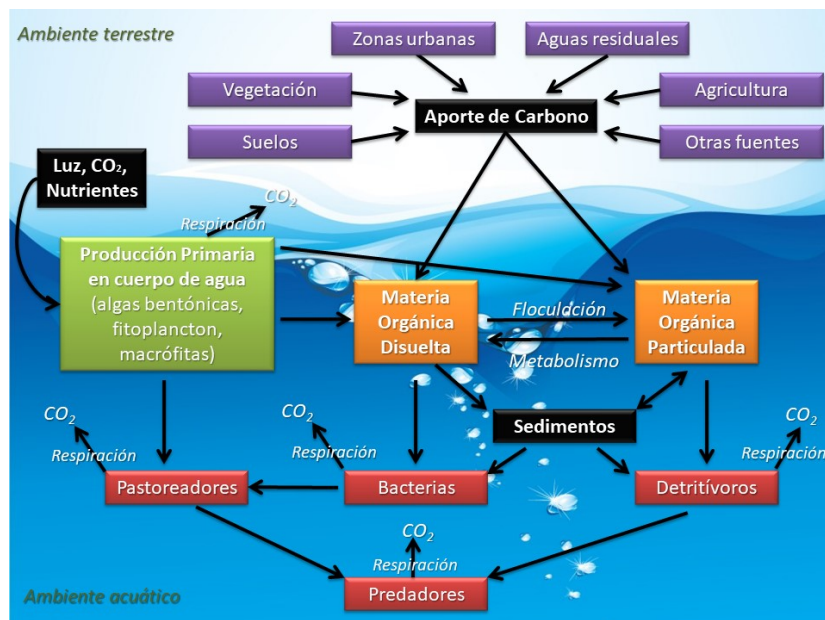 Ambiente terrestre
Zonas urbanas
Aguas residuales
Vegetación
Agricultura
Aporte de Carbono
Suelos
Otras fuentes
Luz, CO₂,
Nutrientes
CO₂
Respiración
Producción Primaria
en cuerpo de agua
(algas bentónicas,
fitoplancton,
macrófitas)
Materia
Orgánica
Disuelta
Floculación
Metabolismo
Materia
Orgánica
Particulada
Sedimentos
CO₂
Respiración
CO₂
Respiración
CO₂
Respiración
Pastoreadores
Bacterias
Detritívoros
CO₂
Respiración
Predadores
Ambiente acuático